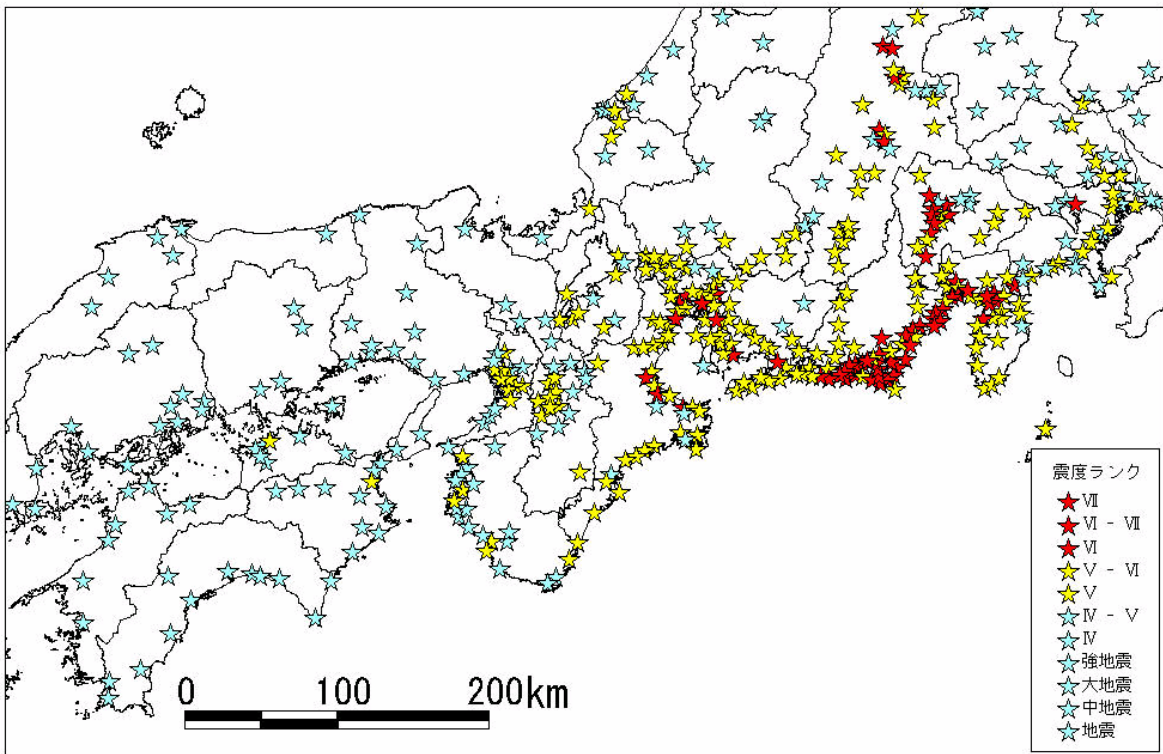 震度ランク
Ⅶ
Ⅵ - Ⅶ
Ⅵ
Ⅴ - Ⅵ
Ⅴ
Ⅳ - Ⅴ
Ⅳ
強地震
大地震
中地震
地震
0 100 200km